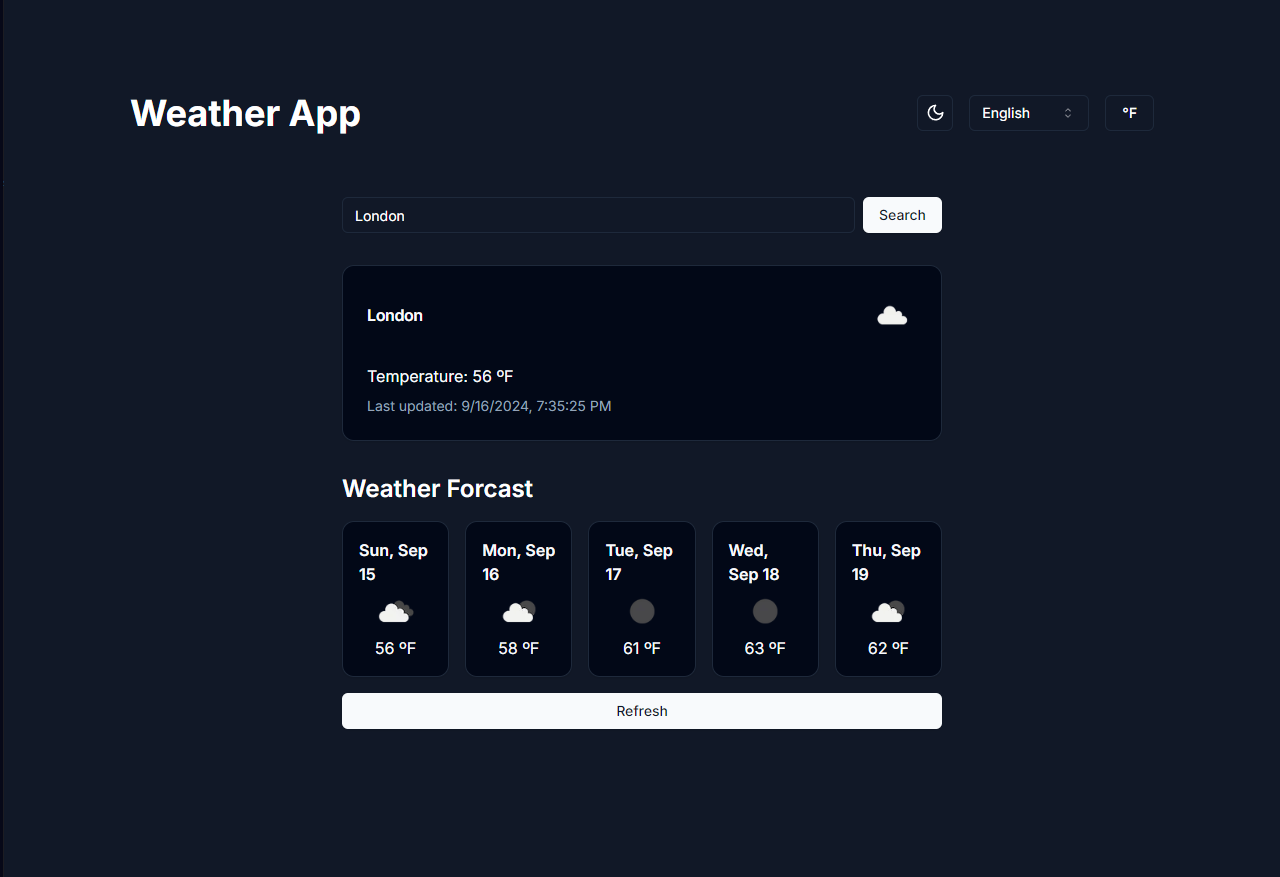 Weather App
English
ºF
London
Search
London
Temperature: 56 ºF
Last updated: 9/16/2024, 7:35:25 PM
Weather Forcast
Sun, Sep
15
56 ºF
Mon, Sep
16
58 ºF
Tue, Sep
17
61 ºF
Wed,
Sep 18
63 ºF
Thu, Sep
19
62 ºF
Refresh